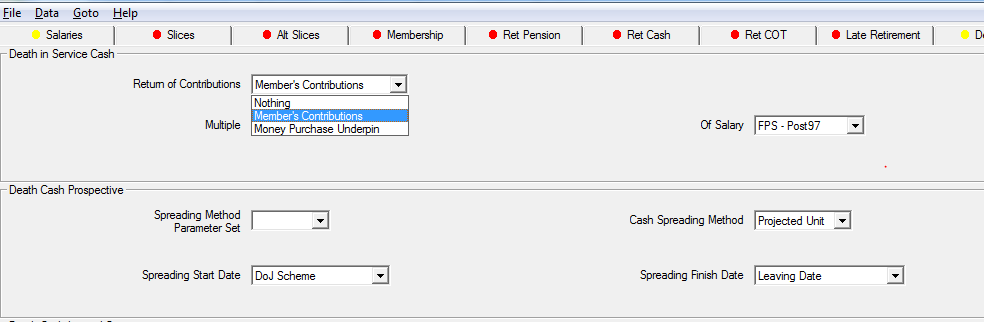 File Data Goto Help
Salaries Slices Alt Slices Membership Ret Pension Ret Cash Ret COT Late Retirement
Death in Service Cash
Return of Contributions Member's Contributions
Nothing
Member's Contributions
Multiple Money Purchase Underpin Of Salary FPS - Post97
Death Cash Prospective
Spreading Method
Parameter Set Cash Spreading Method Projected Unit
Spreading Start Date DoJ Scheme Spreading Finish Date Leaving Date